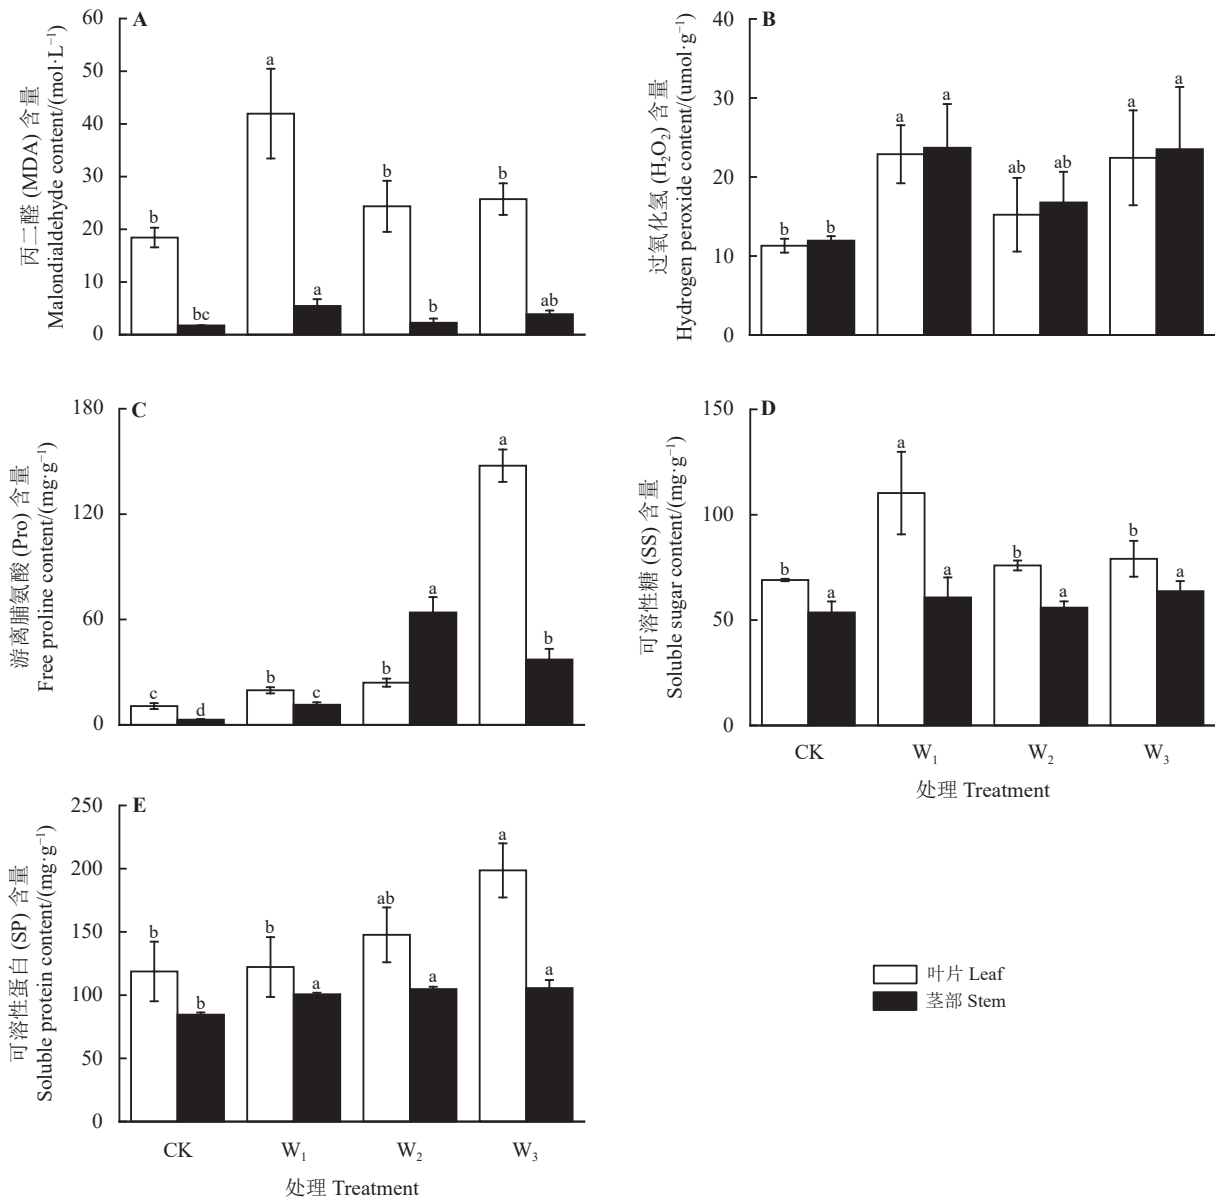 A
丙二醛 (MDA) 含量
Malondialdehyde content/(mol·L⁻¹)
60
50
40
30
20
10
0
b
bc
a
a
b
b
b
ab
B
过氧化氢 (H₂O₂) 含量
Hydrogen peroxide content/(umol·g⁻¹)
40
30
20
10
0
b
b
a
a
ab
ab
a
a
C
游离脯氨酸 (Pro) 含量
Free proline content/(mg·g⁻¹)
180
120
60
0
c
d
b
c
b
a
a
b
D
可溶性糖 (SS) 含量
Soluble sugar content/(mg·g⁻¹)
150
100
50
0
b
a
a
a
b
a
b
a
CK
W₁
W₂
W₃
处理 Treatment
E
可溶性蛋白 (SP) 含量
Soluble protein content/(mg·g⁻¹)
250
200
150
100
50
0
b
b
b
a
ab
a
a
a
CK
W₁
W₂
W₃
处理 Treatment
叶片 Leaf
茎部 Stem